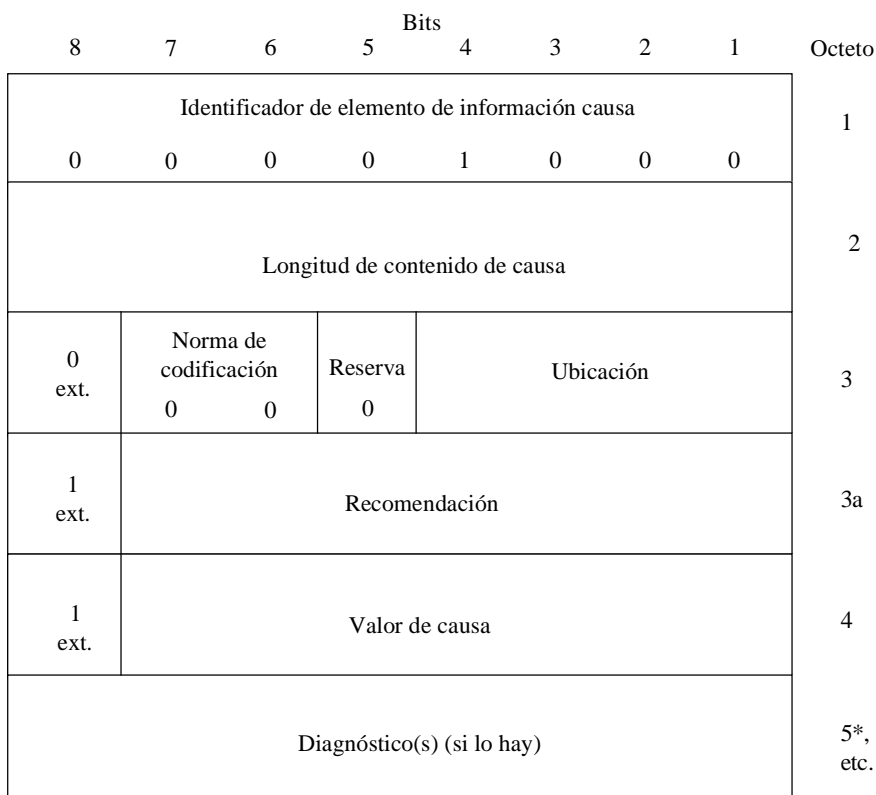 Bits
8 7 6 5 4 3 2 1 Octeto
Identificador de elemento de información causa
1
0 0 0 0 1 0 0 0
2
Longitud de contenido de causa
0
ext.
Norma de
codificación
0 0
Reserva
0
Ubicación
3
1
ext.
Recomendación
3a
1
ext.
Valor de causa
4
Diagnóstico(s) (si lo hay)
5*,
etc.